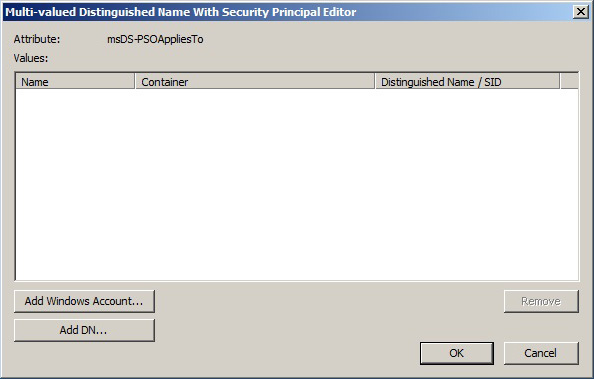 Multi-valued Distinguished Name With Security Principal Editor
Attribute: msDS-PSOAppliesTo
Values:
Name Container Distinguished Name / SID
Add Windows Account... Remove
Add DN...
OK Cancel